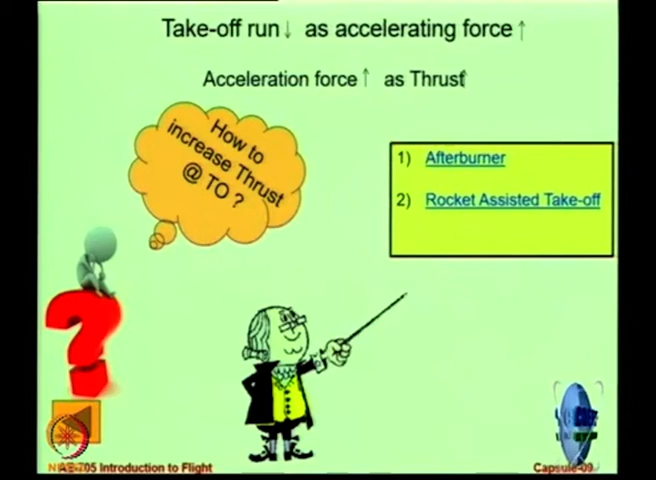 Take-off run↓ as accelerating force↑
Acceleration force↑ as Thrust↑
How to
increase Thrust
@ TO ?
1) Afterburner
2) Rocket Assisted Take-off
705 Introduction to Flight
Capsule-09